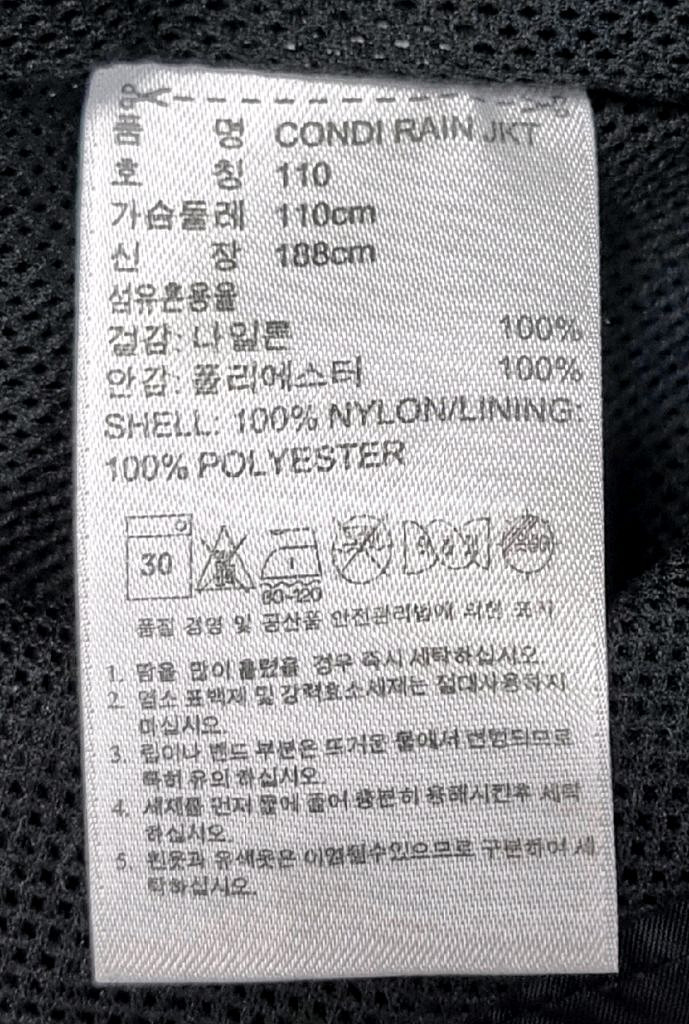 품 명 CONDI RAIN JKT
호 칭 110
가슴둘레 110cm
신 장 188cm
섬유혼용율
겉감: 나일론 100%
안감: 폴리에스터 100%
SHELL: 100% NYLON/LINING:
100% POLYESTER
30
80~120
품질 경영 및 공산품 안전관리법에 의한 표시
1. 땀을 많이 흘렸을 경우 즉시 세탁하십시오.
2. 염소 표백제 및 강력효소세제는 절대사용하지
마십시오.
3. 립이나 밴드 부분은 뜨거운 물에서 변형되므로
특히 유의 하십시오.
4. 세제를 먼저 물에 풀어 충분히 용해시킨후 세탁
하십시오.
5. 흰옷과 유색옷은 이염될수있으므로 구분하여 세
탁하십시오.